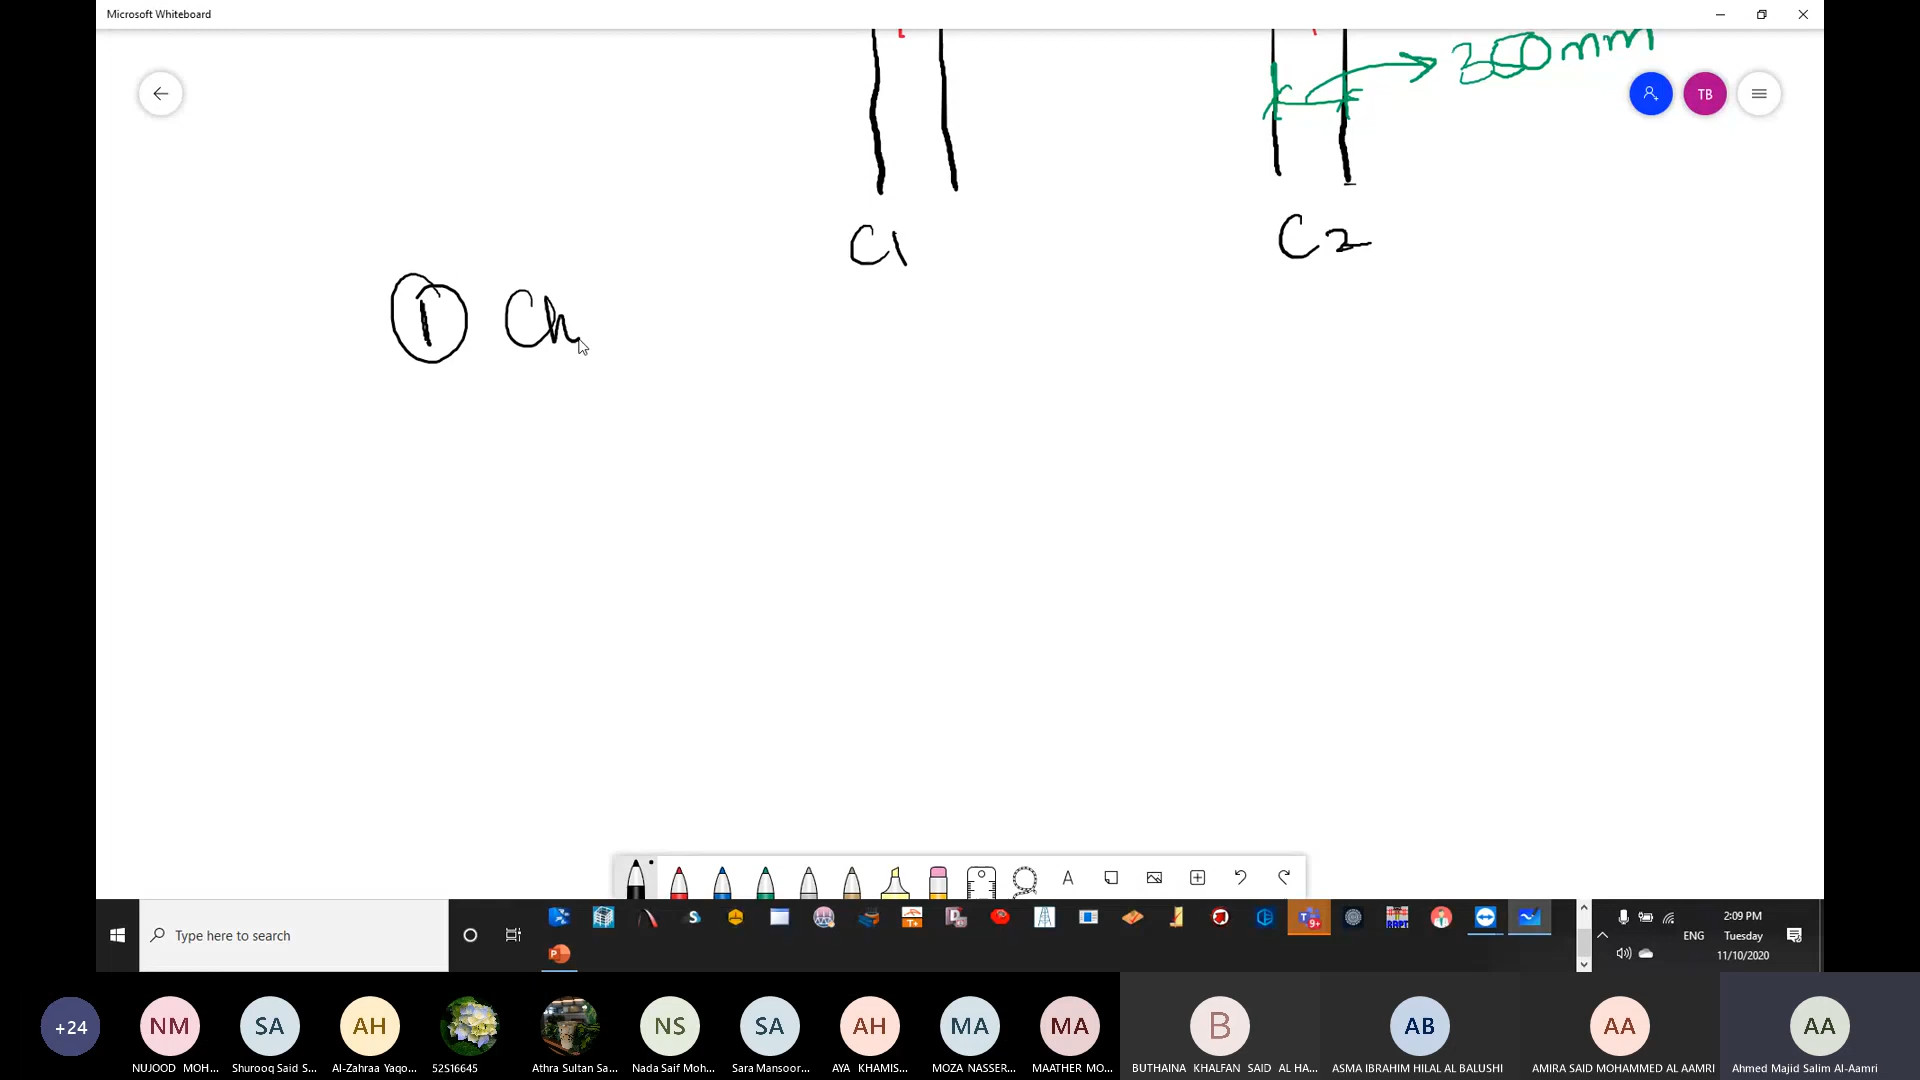 Microsoft Whiteboard
300mm
TB
C1
C2
1 Ch
A
Type here to search
ENG
2:09 PM
Tuesday
11/10/2020
+24
NM
SA
AH
NS
SA
AH
MA
MA
B
AB
AA
AA
NUJOOD MOH...
Shurooq Said S...
Al-Zahraa Yaqo...
52S16645
Athra Sultan Sa...
Nada Saif Moh...
Sara Mansoor...
AYA KHAMIS...
MOZA NASSER...
MAATHER MO...
BUTHAINA KHALFAN SAID AL HA...
ASMA IBRAHIM HILAL AL BALUSHI
AMIRA SAID MOHAMMED AL AAMRI
Ahmed Majid Salim Al-Aamri